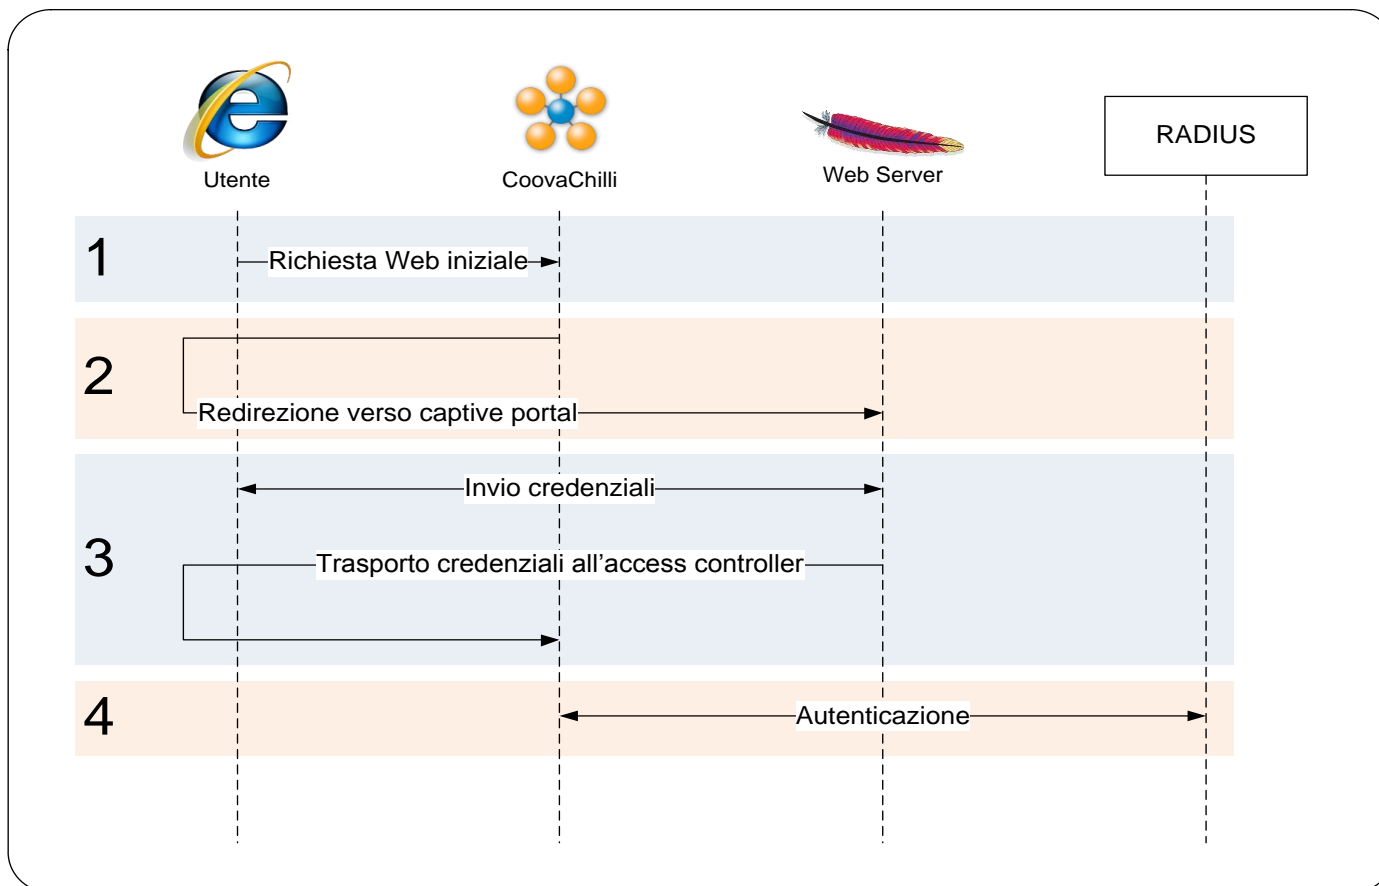 Utente
CoovaChilli
Web Server
RADIUS
1
Richiesta Web iniziale
2
Redirezione verso captive portal
3
Invio credenziali
Trasporto credenziali all’access controller
4
Autenticazione